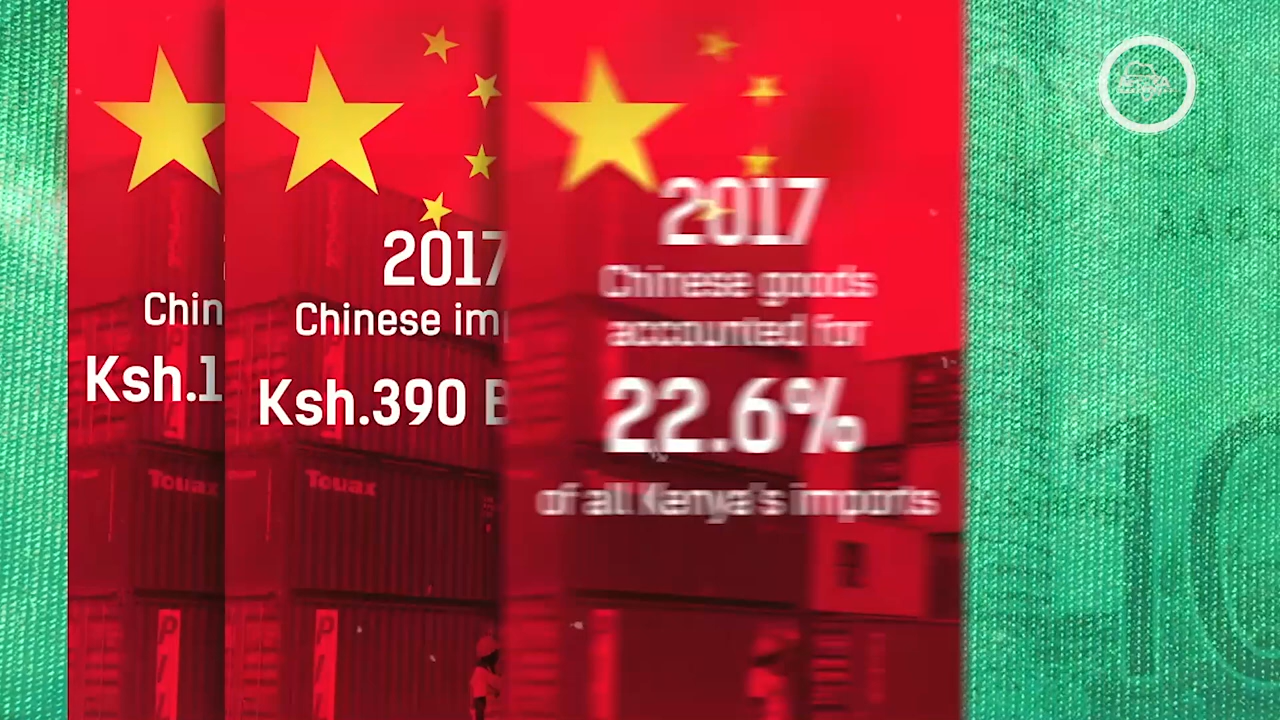 Chin
Ksh.1
Touax
2017
Chinese im
Ksh.390 B
Touax
2017
Chinese goods
accounted for
22.6%
of all Kenya's imports